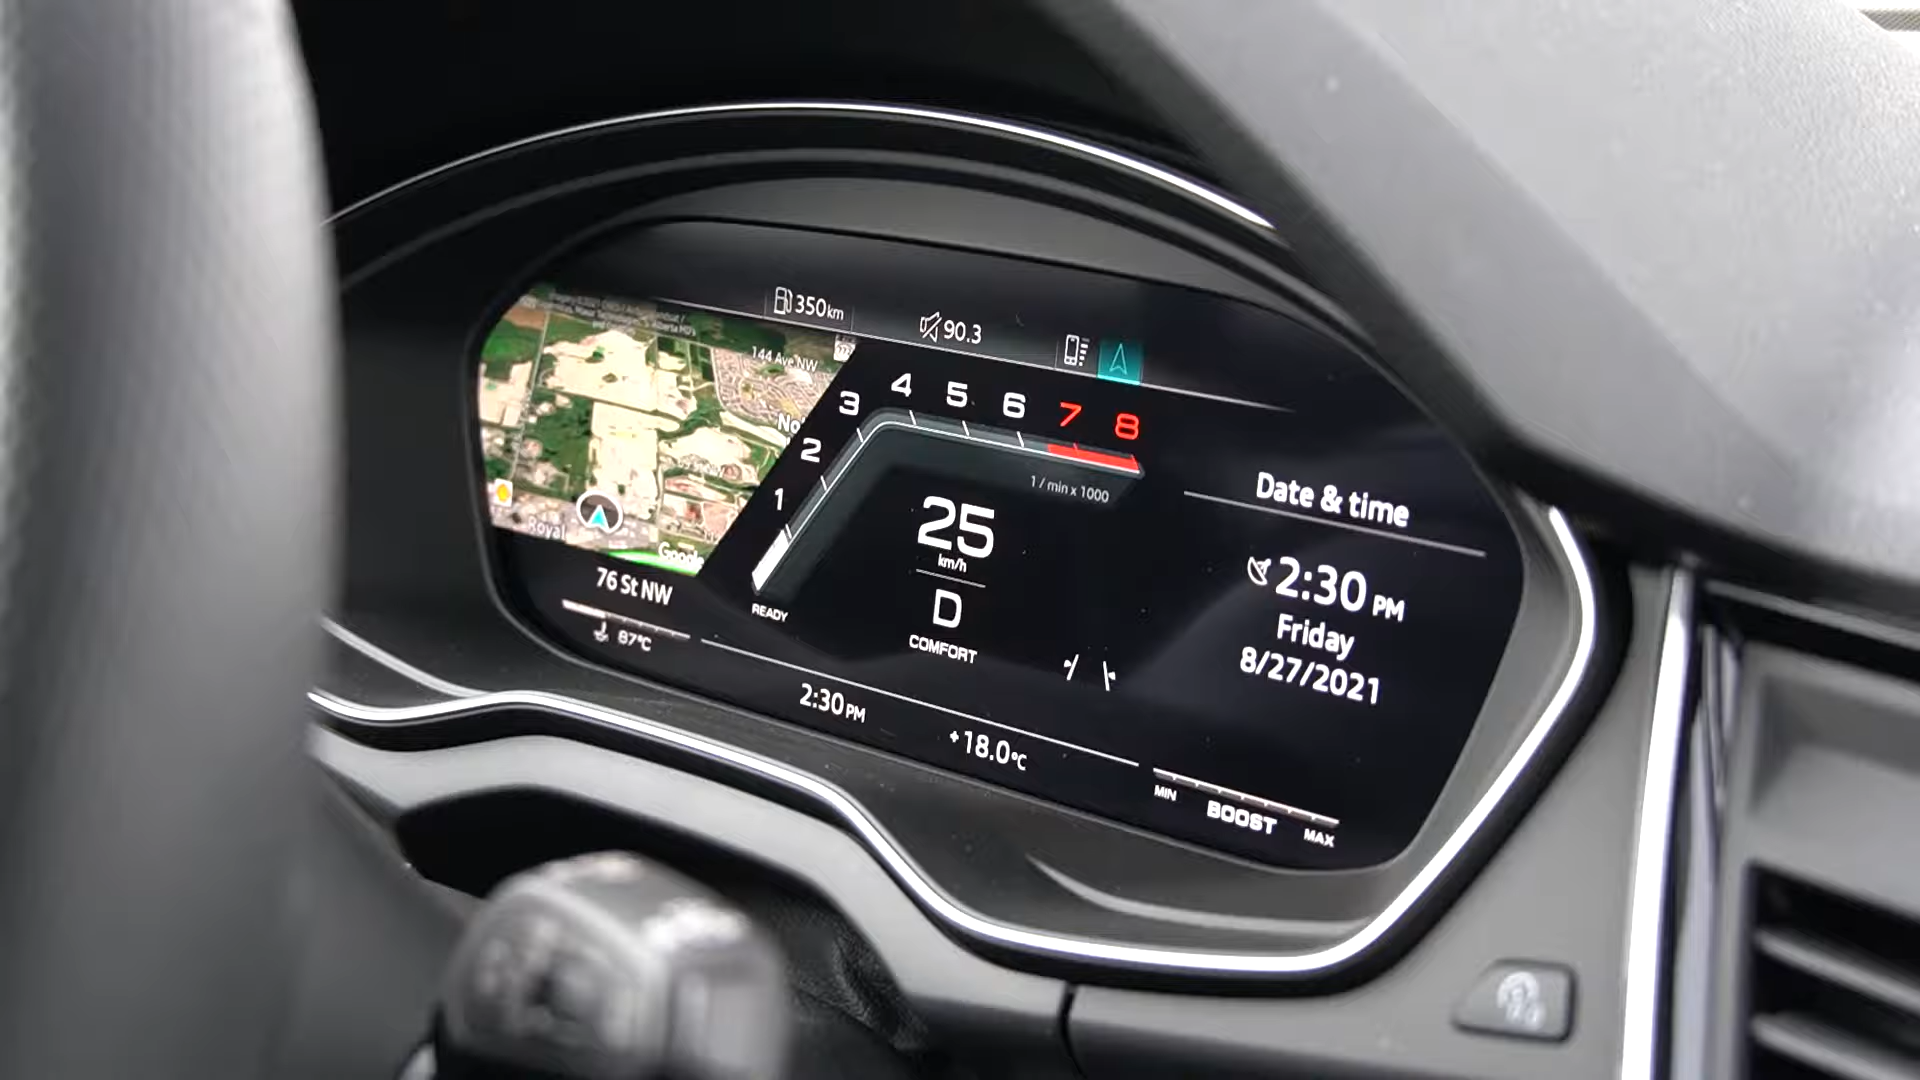 350km
90.3
144 Ave NW
No
Royal
Google
76 St NW
87°C
1
2
3
4
5
6
7
8
1 / min x 1000
READY
25
km/h
D
COMFORT
2:30PM
+18.0°C
Date & time
2:30 PM
Friday
8/27/2021
MIN
BOOST
MAX